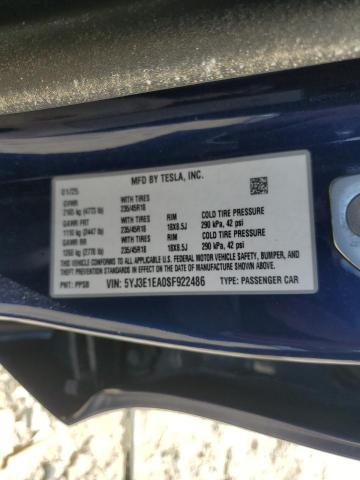 MFD BY TESLA, INC.
01/25
GVWR WITH TIRES
2165 kg (4773 lb) 235/45R18
GAWR FRT WITH TIRES RIM COLD TIRE PRESSURE
1110 kg (2447 lb) 235/45R18 18X8.5J 290 kPa, 42 psi
GAWR RR WITH TIRES RIM COLD TIRE PRESSURE
1260 kg (2778 lb) 235/45R18 18X8.5J 290 kPa, 42 psi
THIS VEHICLE CONFORMS TO ALL APPLICABLE U.S. FEDERAL MOTOR VEHICLE SAFETY, BUMPER, AND
THEFT PREVENTION STANDARDS IN EFFECT ON THE DATE OF MANUFACTURE SHOWN ABOVE.
PNT: PPSB VIN: 5YJ3E1EA0SF922486 TYPE: PASSENGER CAR